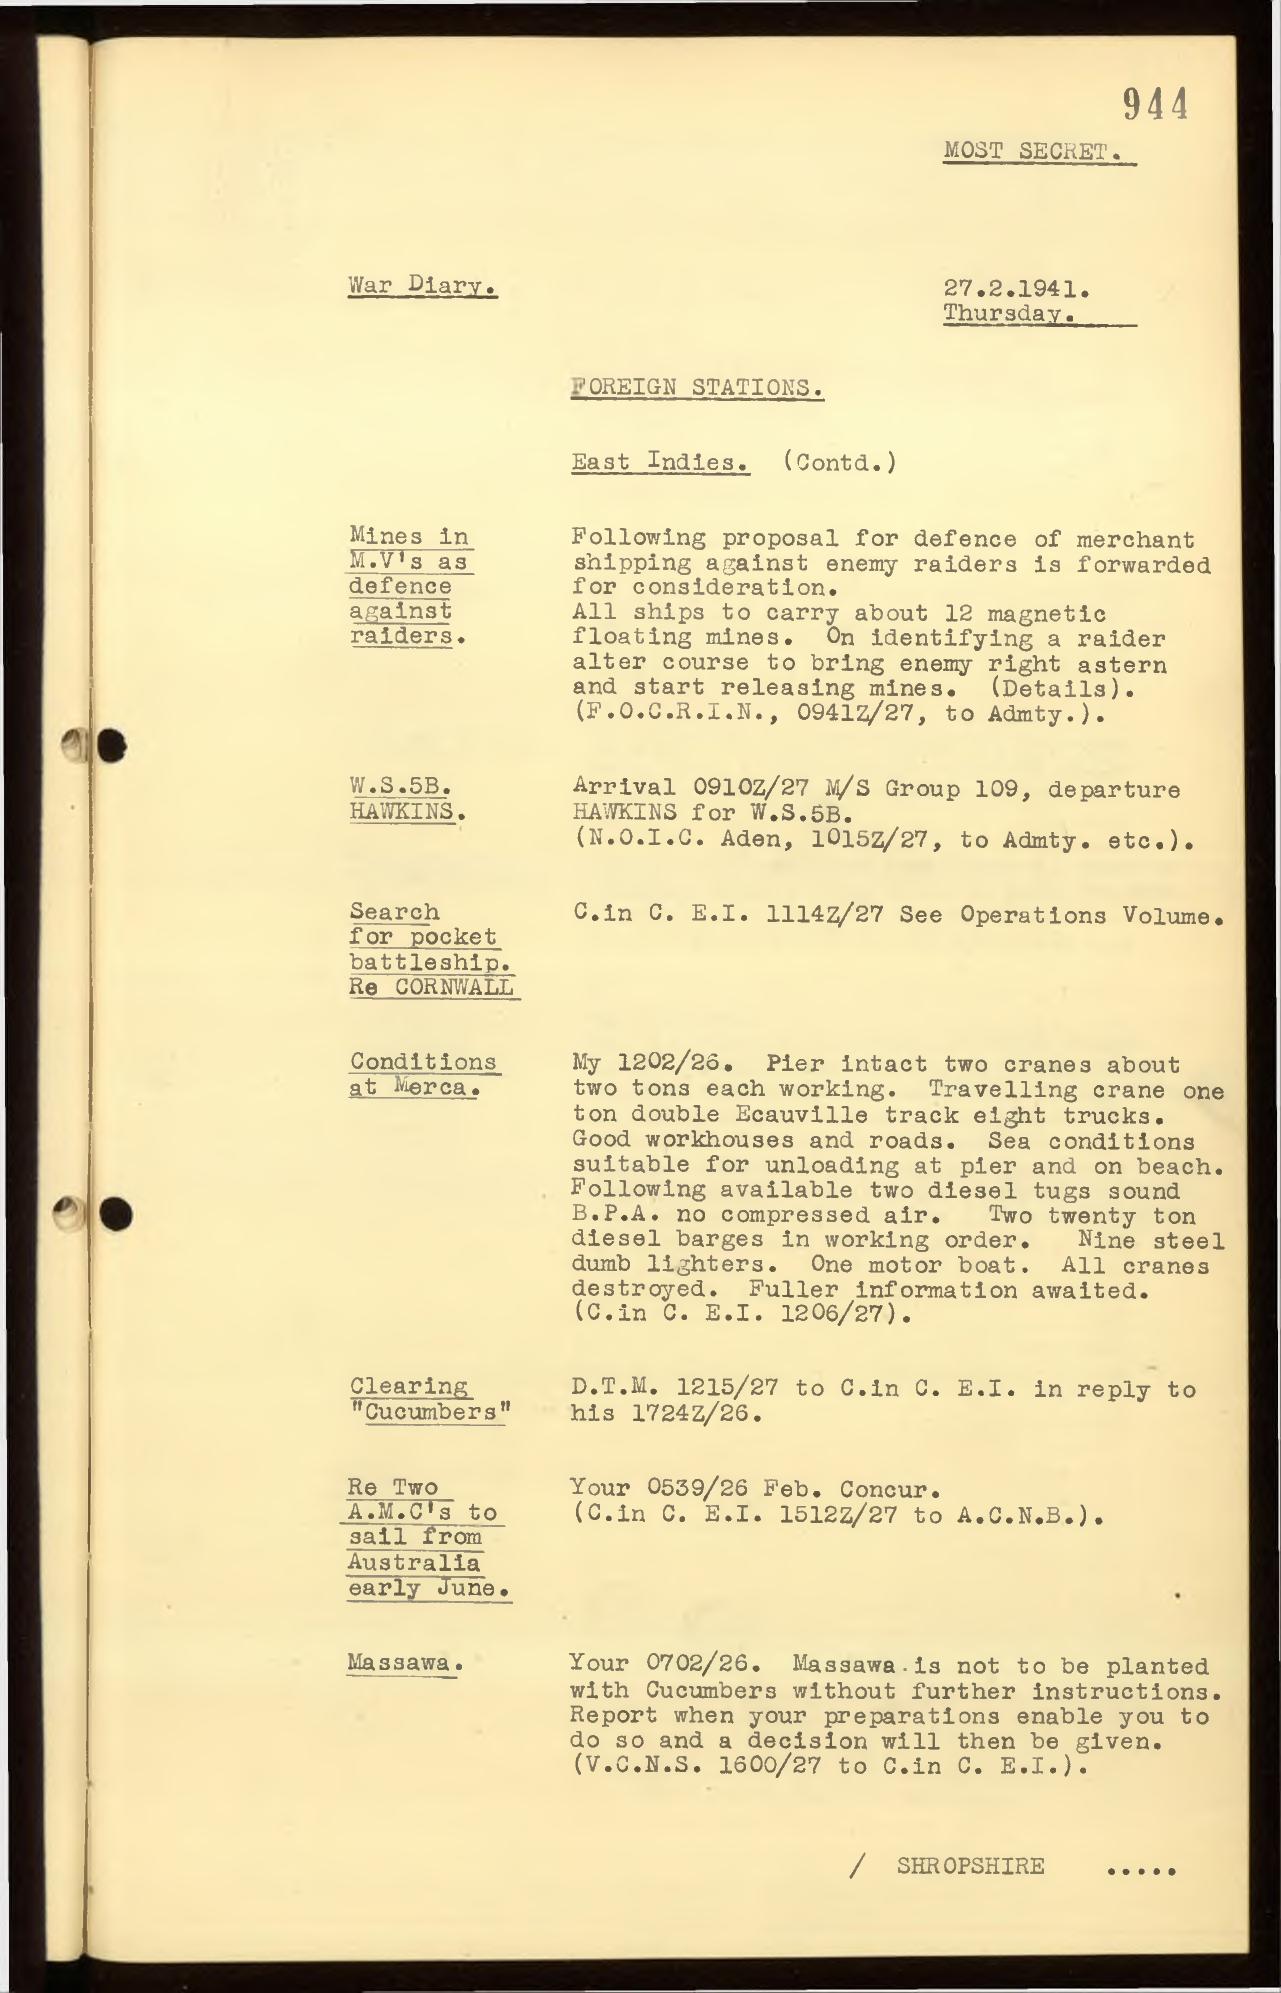 944
MOST SECRET.
War Diary.
27.2.1941.
Thursday.
FOREIGN STATIONS.
East Indies. (Contd.)
Mines in
M.V's as
defence
against
raiders.
Following proposal for defence of merchant
shipping against enemy raiders is forwarded
for consideration.
All ships to carry about 12 magnetic
floating mines. On identifying a raider
alter course to bring enemy right astern
and start releasing mines. (Details).
(F.O.C.R.I.N., 0941Z/27, to Admty.).
W.S.5B.
HAWKINS.
Arrival 0910Z/27 M/S Group 109, departure
HAWKINS for W.S.5B.
(N.O.I.C. Aden, 1015Z/27, to Admty. etc.).
Search
for pocket
battleship.
Re CORNWALL
C.in C. E.I. 1114Z/27 See Operations Volume.
Conditions
at Merca.
My 1202/26. Pier intact two cranes about
two tons each working. Travelling crane one
ton double Ecauville track eight trucks.
Good workhouses and roads. Sea conditions
suitable for unloading at pier and on beach.
Following available two diesel tugs sound
B.P.A. no compressed air. Two twenty ton
diesel barges in working order. Nine steel
dumb lighters. One motor boat. All cranes
destroyed. Fuller information awaited.
(C.in C. E.I. 1206/27).
Clearing
"Cucumbers"
D.T.M. 1215/27 to C.in C. E.I. in reply to
his 1724Z/26.
Re Two
A.M.C's to
sail from
Australia
early June.
Your 0539/26 Feb. Concur.
(C.in C. E.I. 1512Z/27 to A.C.N.B.).
Massawa.
Your 0702/26. Massawa is not to be planted
with Cucumbers without further instructions.
Report when your preparations enable you to
do so and a decision will then be given.
(V.C.N.S. 1600/27 to C.in C. E.I.).
/ SHROPSHIRE .....